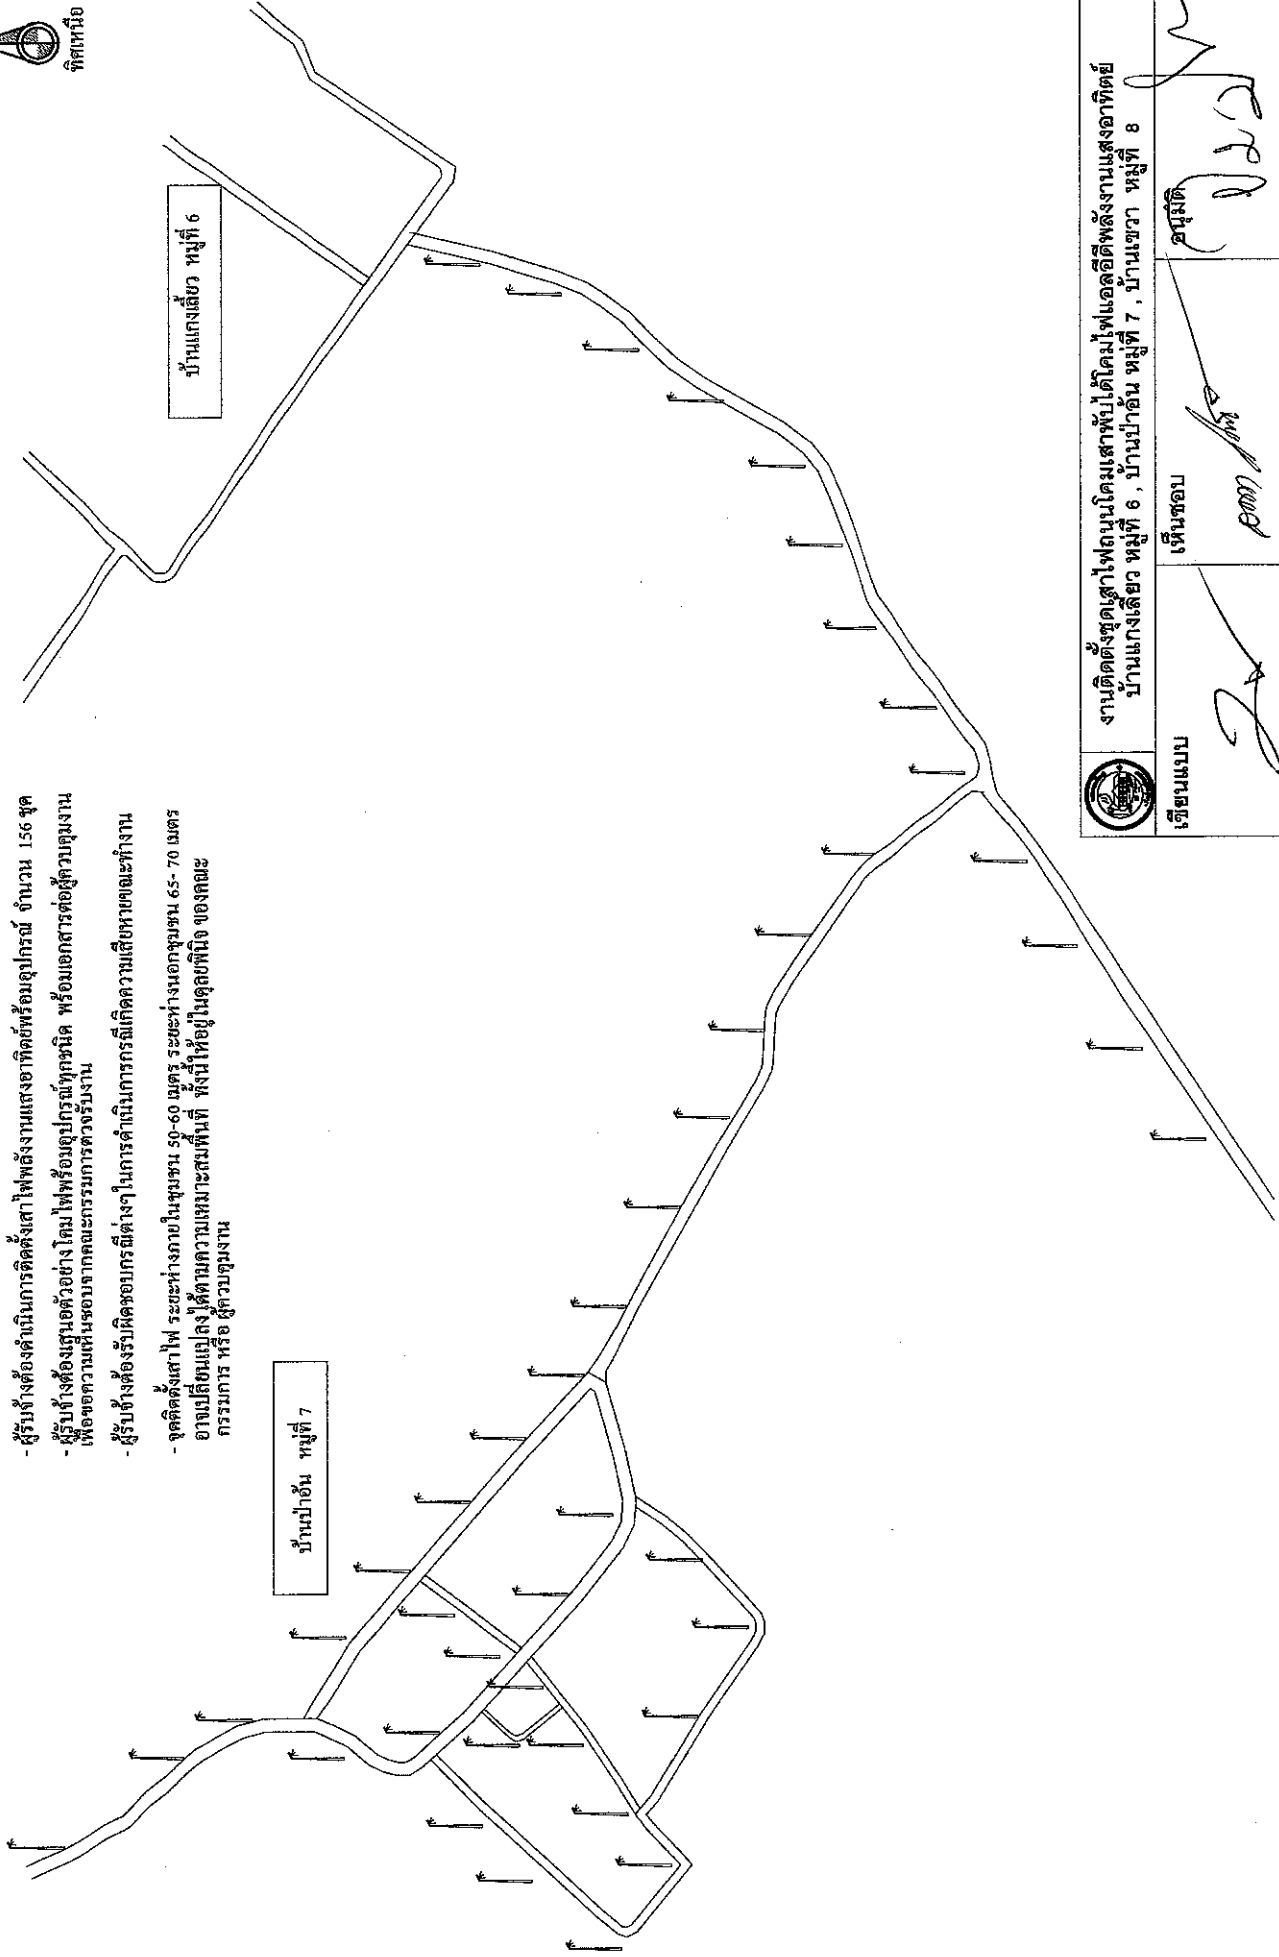 - ผู้รับจ้างต้องดำเนินการติดตั้งเสาไฟพลังงานแสงอาทิตย์พร้อมอุปกรณ์ จำนวน 156 ชุด
- ผู้รับจ้างต้องเสนอตัวอย่างโคมไฟพร้อมอุปกรณ์ทุกชนิด พร้อมเอกสารต่อผู้ควบคุมงาน
เพื่อขอความเห็นชอบจากคณะกรรมการตรวจรับงาน
- ผู้รับจ้างต้องรับผิดชอบกรณีต่างๆในการดำเนินการกรณีเกิดความเสียหายขณะทำงาน
- จุดติดตั้งเสาไฟ ระยะห่างภายในชุมชน 50-60 เมตร ระยะห่างนอกชุมชน 65- 70 เมตร
อาจเปลี่ยนแปลงได้ตามความเหมาะสมพื้นที่ ทั้งนี้ให้อยู่ในดุลยพินิจ ของคณะ
กรรมการ หรือ ผู้ควบคุมงาน
ทิศเหนือ
บ้านแกงเลี่ยว หมู่ที่ 6
บ้านป่าอ้น หมู่ที่ 7
งานติดตั้งชุดเสาไฟถนนโคมเสาพับได้โคมไฟแอลอีดีพลังงานแสงอาทิตย์
บ้านแกงเลี่ยว หมู่ที่ 6 , บ้านป่าอ้น หมู่ที่ 7 , บ้านเชวา หมู่ที่ 8
เขียนแบบ
เห็นชอบ
อนุมัติ